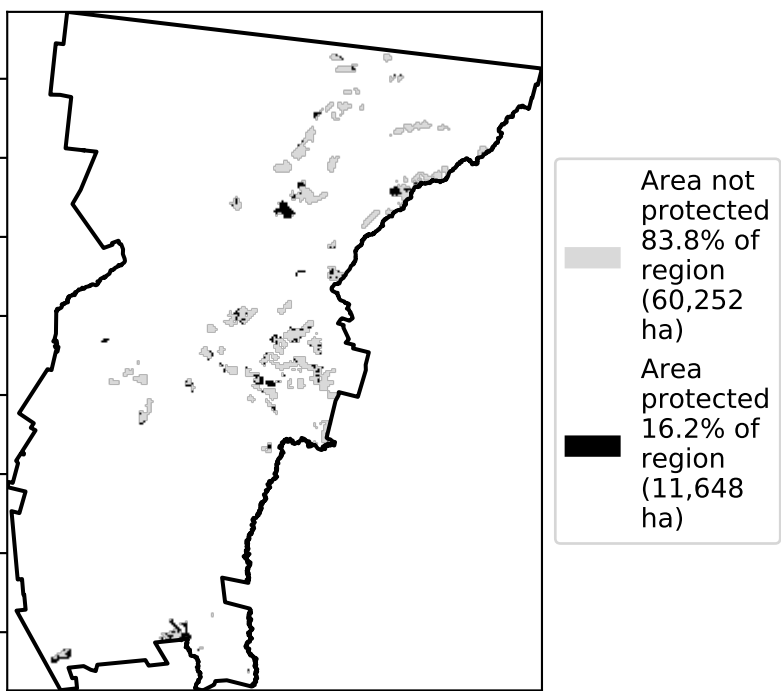 Area not
protected
83.8% of
region
(60,252
ha)
Area
protected
16.2% of
region
(11,648
ha)